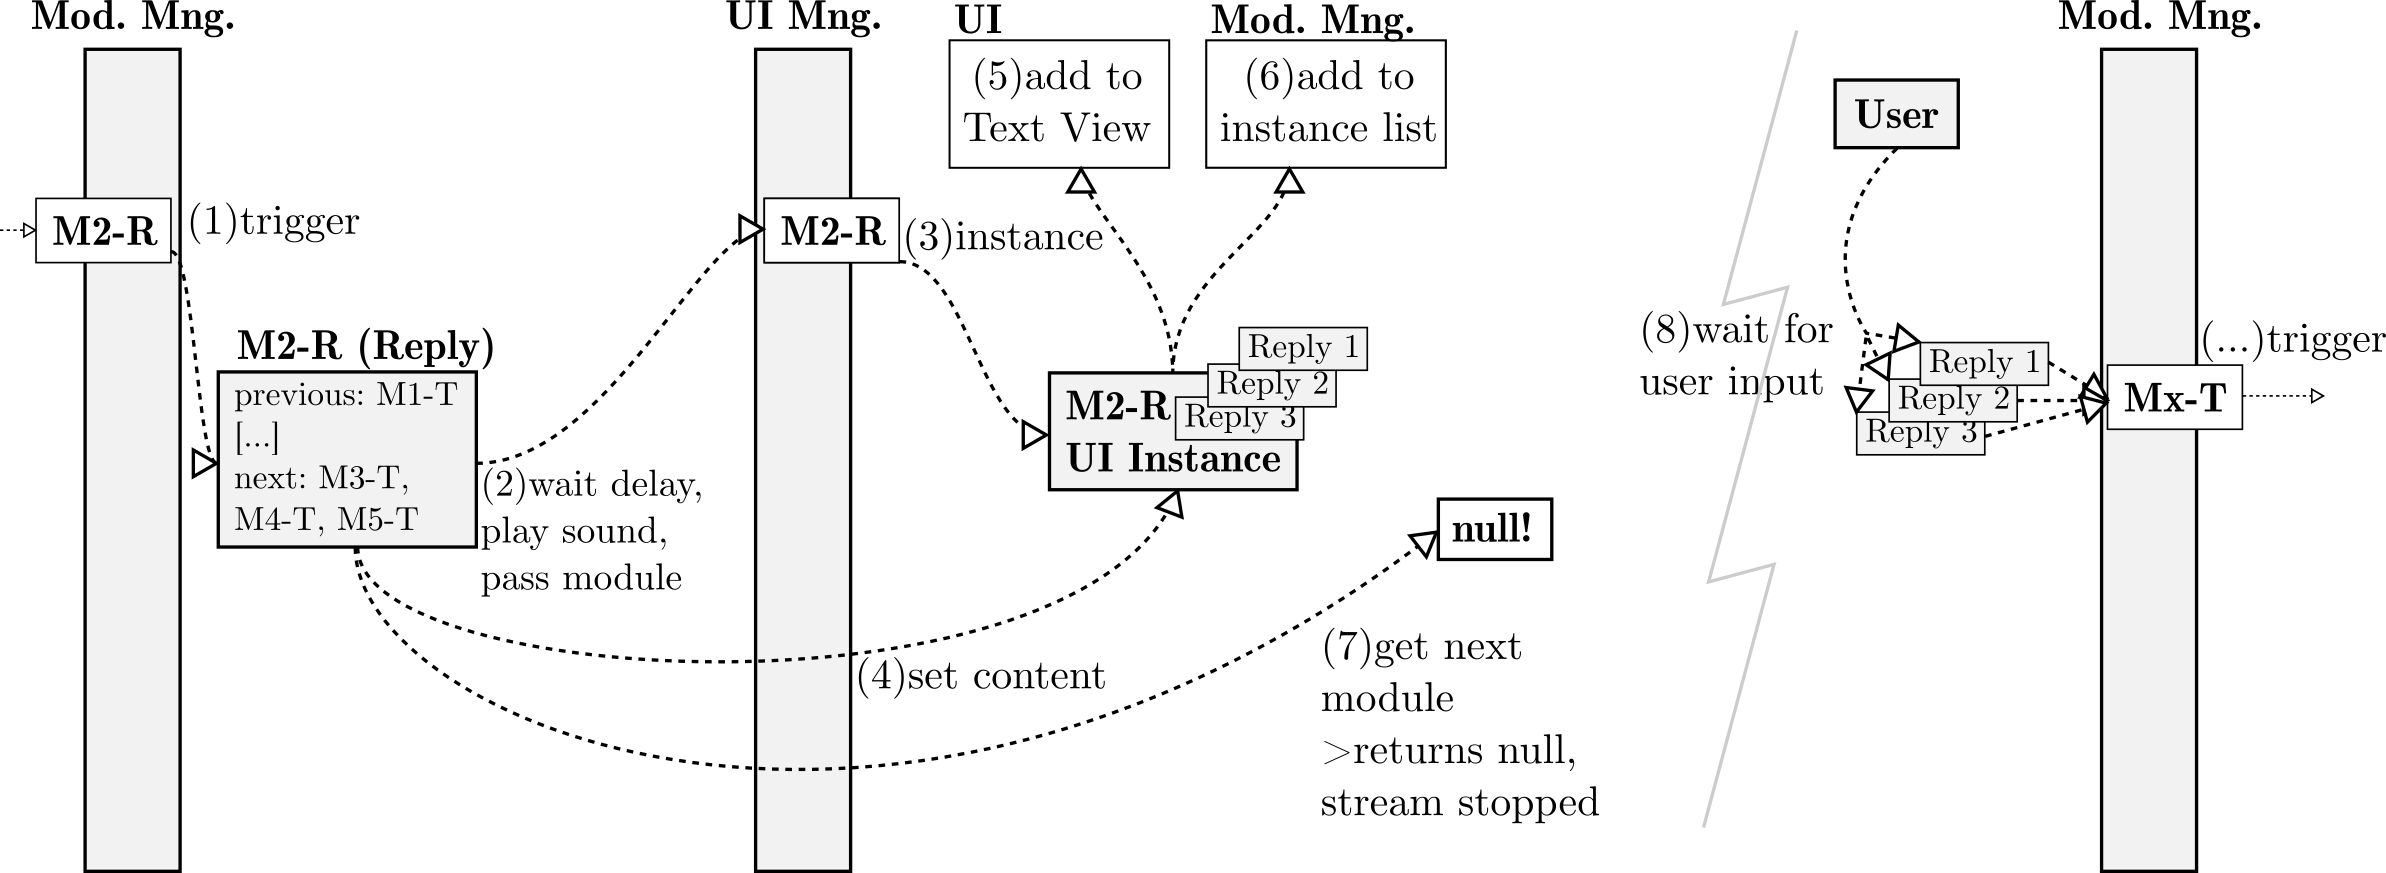 Mod. Mng.
M2-R
(1)trigger
M2-R (Reply)
previous: M1-T
[...]
next: M3-T,
M4-T, M5-T
(2)wait delay,
play sound,
pass module
UI Mng.
M2-R
(3)instance
UI
(5)add to
Text View
Mod. Mng.
(6)add to
instance list
Reply 1
Reply 2
Reply 3
M2-R
UI Instance
(4)set content
null!
(7)get next
module
>returns null,
stream stopped
User
(8)wait for
user input
Reply 1
Reply 2
Reply 3
Mod. Mng.
Mx-T
(...)trigger